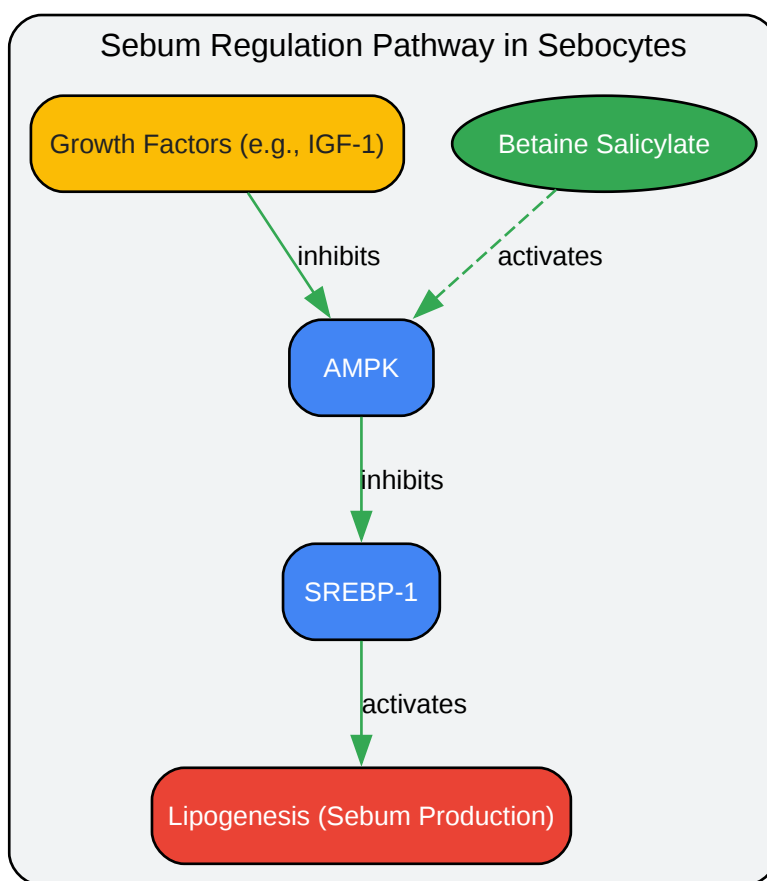 Sebum Regulation Pathway in Sebocytes
Growth Factors (e.g., IGF-1)
Betaine Salicylate
inhibits
activates
AMPK
inhibits
SREBP-1
activates
Lipogenesis (Sebum Production)